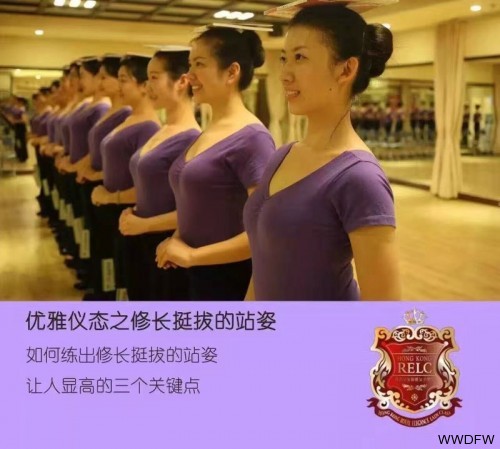 优雅仪态之修长挺拔的站姿
如何练出修长挺拔的站姿
让人显高的三个关键点
HONG KONG
RELC
WWDFW